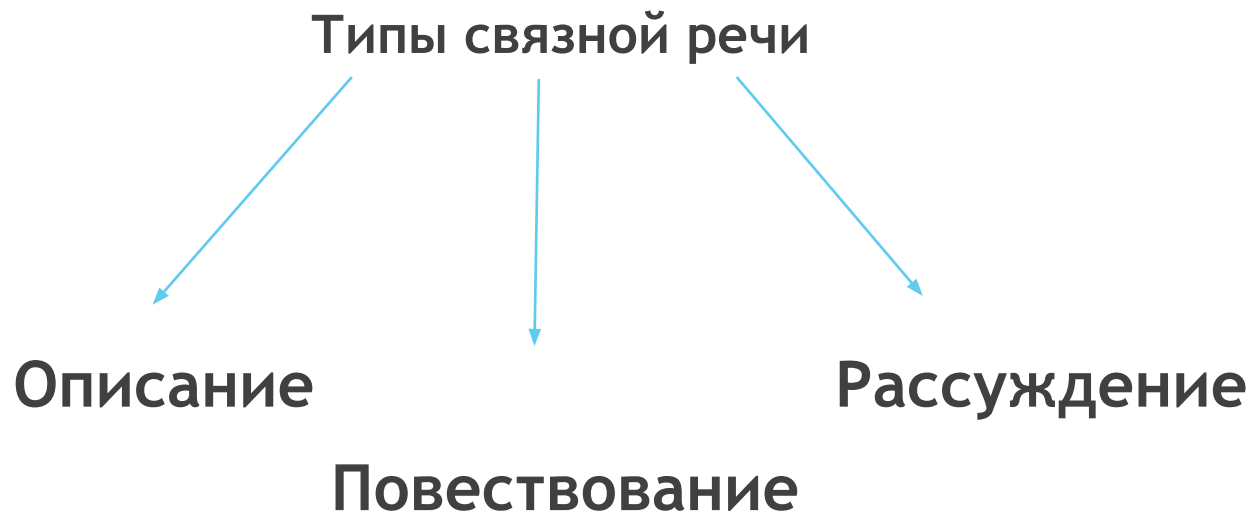 Типы связной речи
Описание
Рассуждение
Повествование